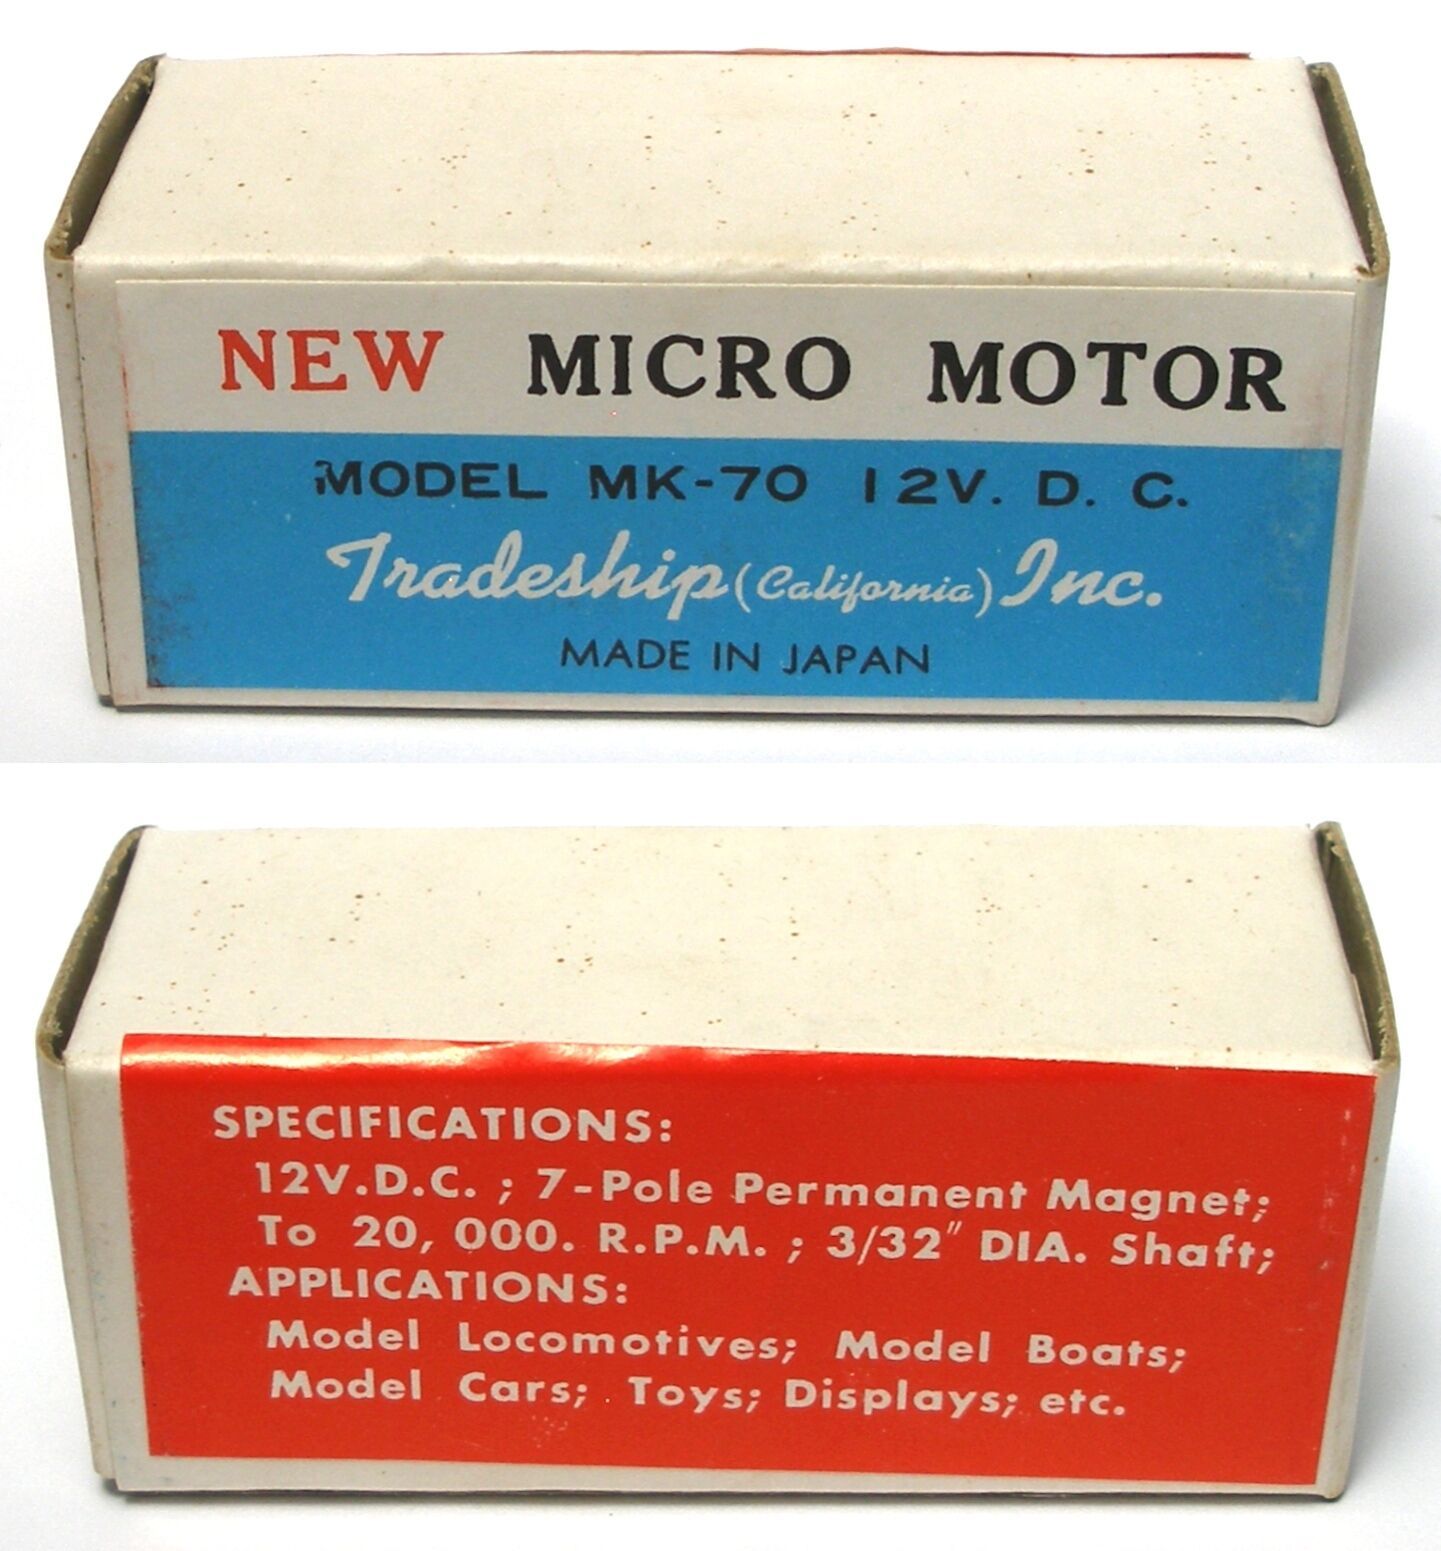 NEW MICRO MOTOR
MODEL MK-70 12V. D. C.
Tradeship (California) Inc.
MADE IN JAPAN
SPECIFICATIONS:
12V.D.C. ; 7-Pole Permanent Magnet;
To 20, 000. R.P.M. ; 3/32" DIA. Shaft;
APPLICATIONS:
Model Locomotives; Model Boats;
Model Cars; Toys; Displays; etc.